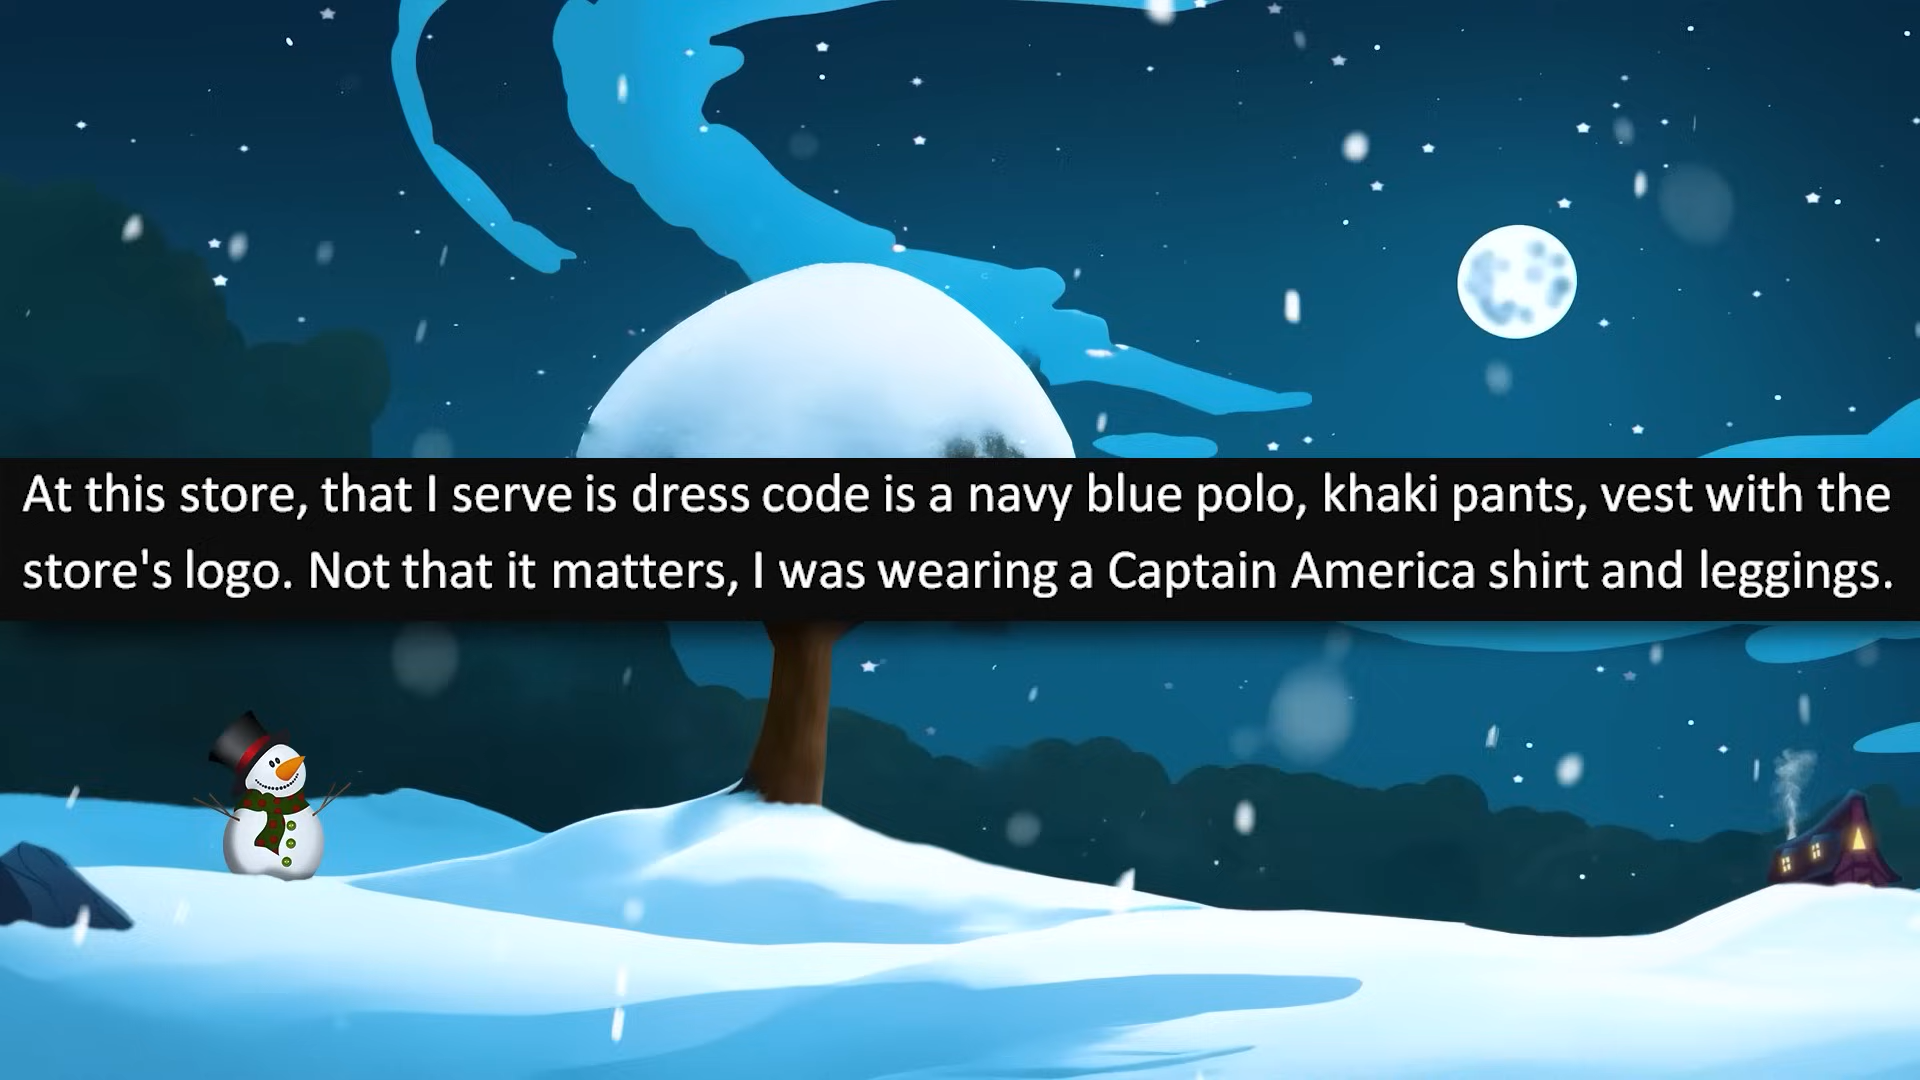 At this store, that I serve is dress code is a navy blue polo, khaki pants, vest with the
store's logo. Not that it matters, I was wearing a Captain America shirt and leggings.